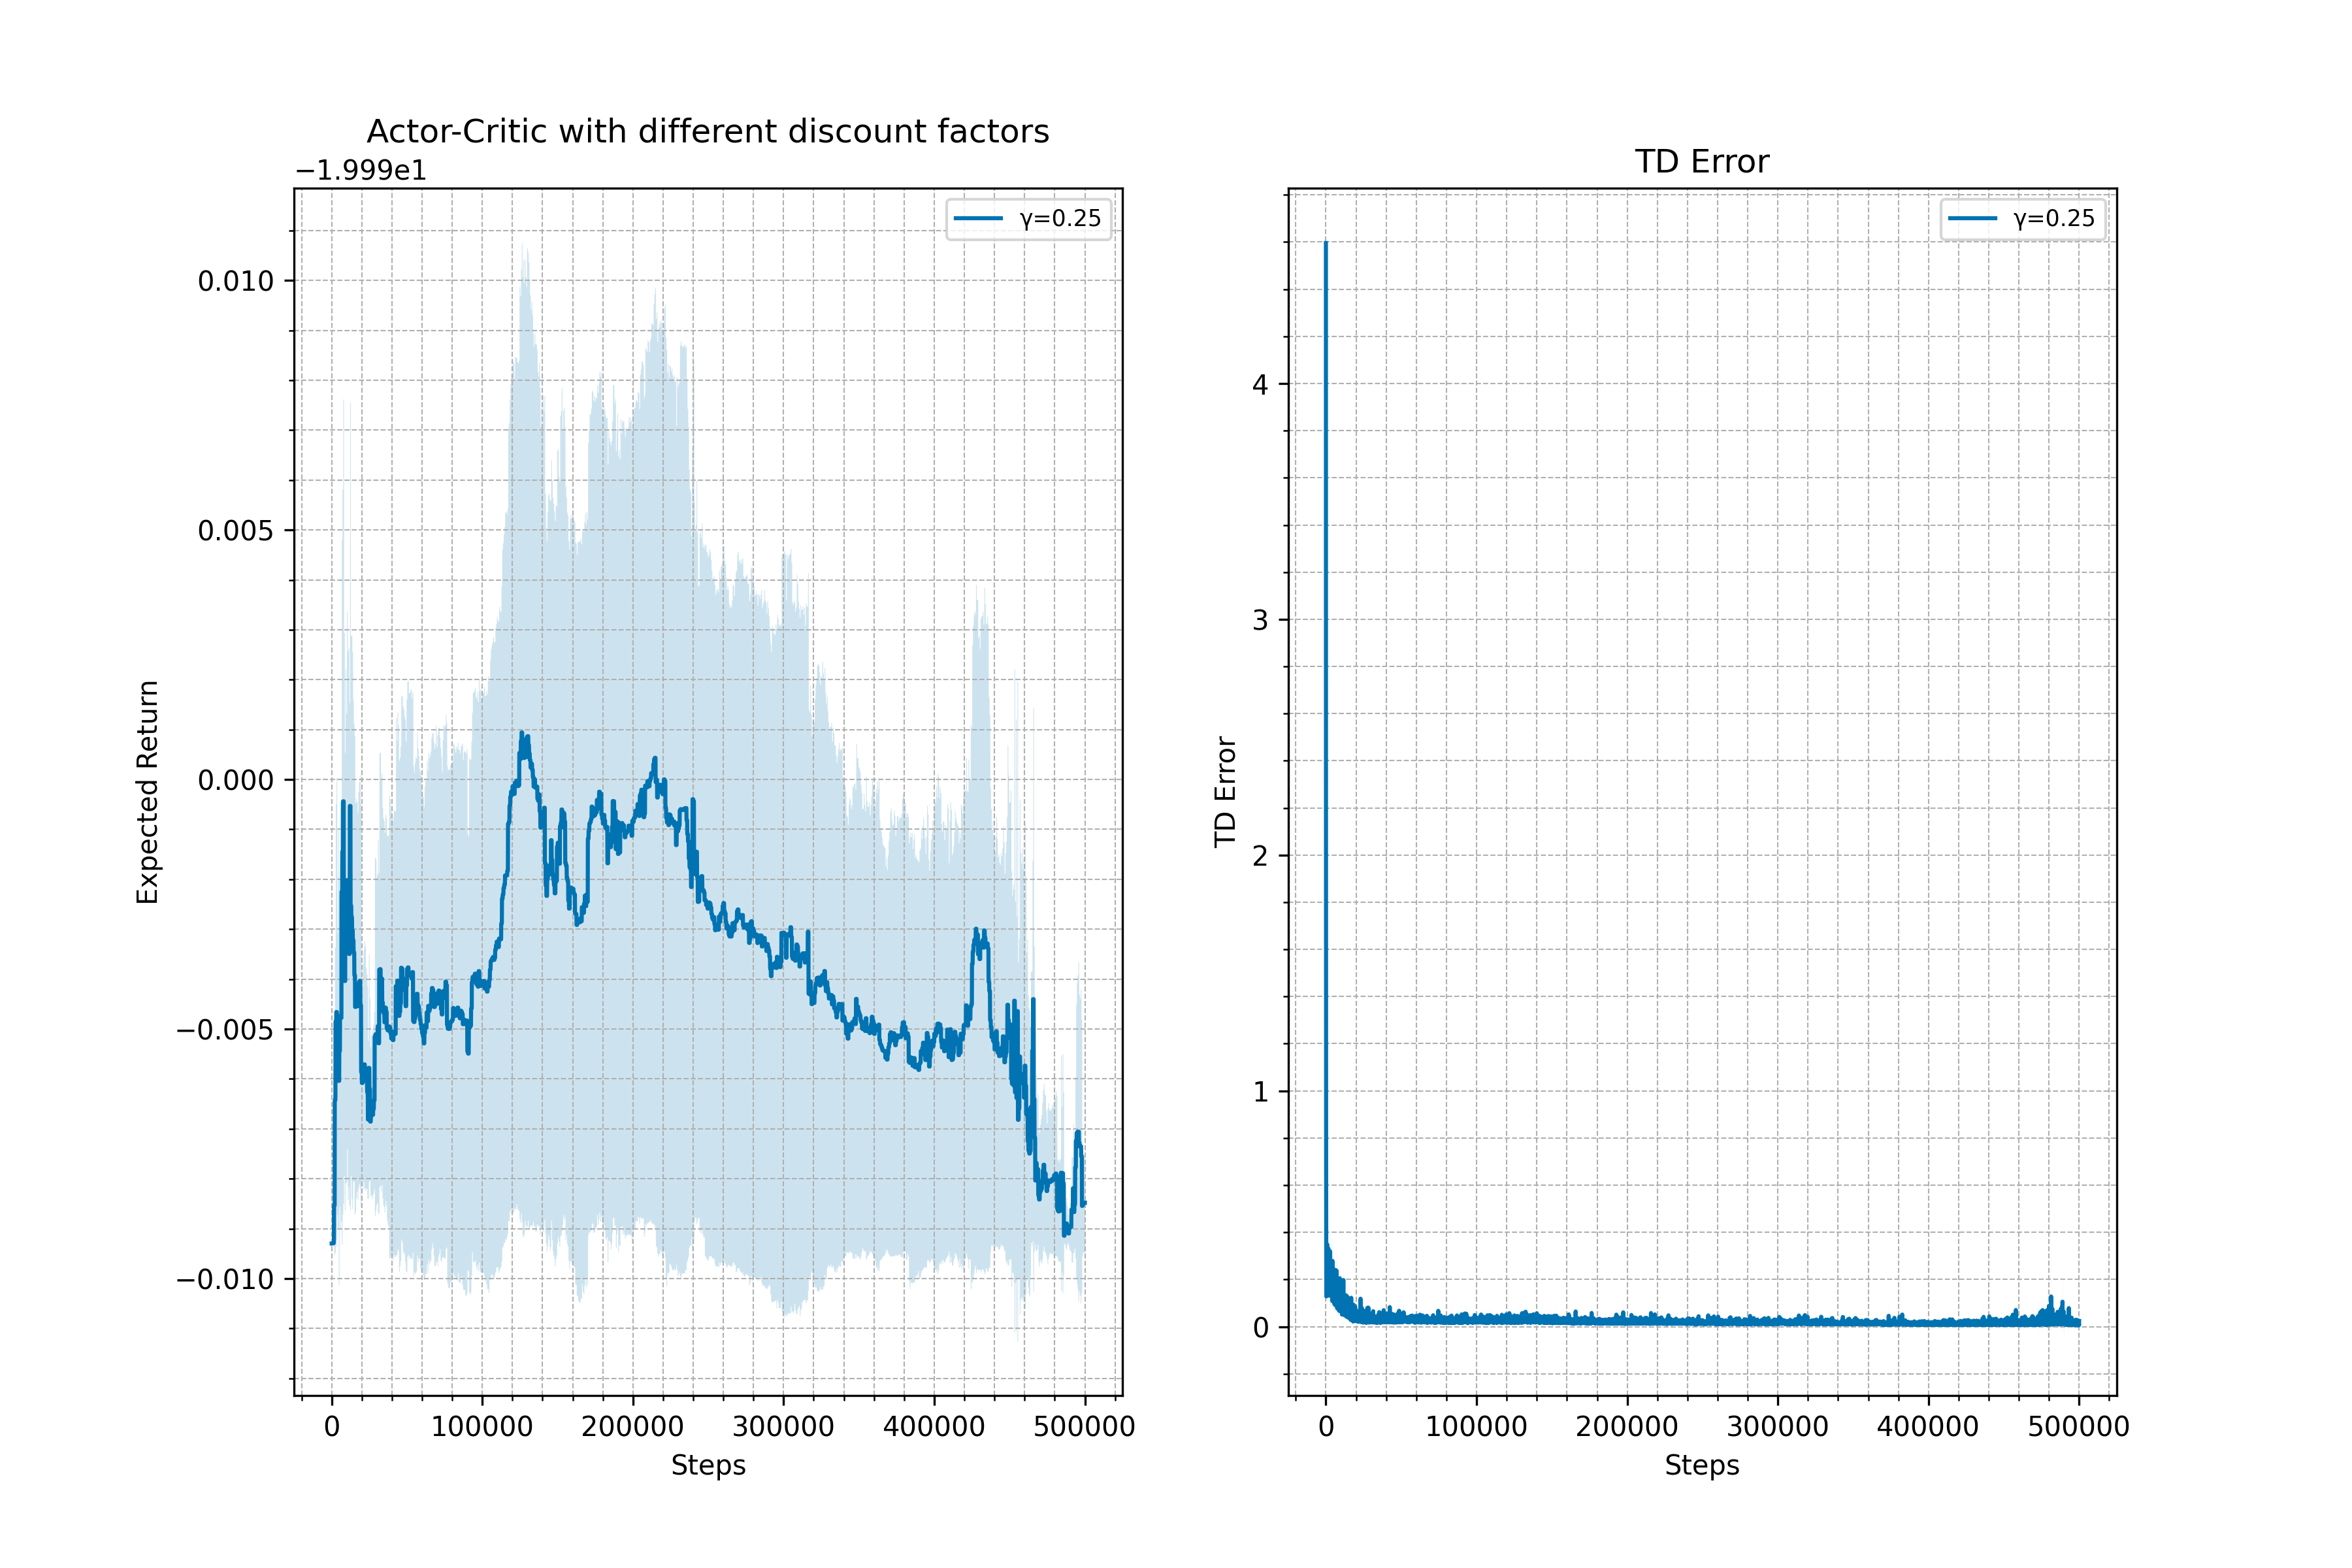 Actor-Critic with different discount factors
−1.999e1
γ=0.25
0.010
0.005
0.000
−0.005
−0.010
Expected Return
0 100000 200000 300000 400000 500000
Steps
TD Error
γ=0.25
4
3
2
1
0
TD Error
0 100000 200000 300000 400000 500000
Steps